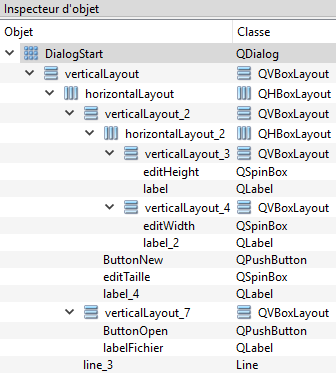 Inspecteur d'objet
Objet Classe
DialogStart QDialog
verticalLayout QVBoxLayout
horizontalLayout QHBoxLayout
verticalLayout_2 QVBoxLayout
horizontalLayout_2 QHBoxLayout
verticalLayout_3 QVBoxLayout
editHeight QSpinBox
label QLabel
verticalLayout_4 QVBoxLayout
editWidth QSpinBox
label_2 QLabel
ButtonNew QPushButton
editTaille QSpinBox
label_4 QLabel
verticalLayout_7 QVBoxLayout
ButtonOpen QPushButton
labelFichier QLabel
line_3 Line